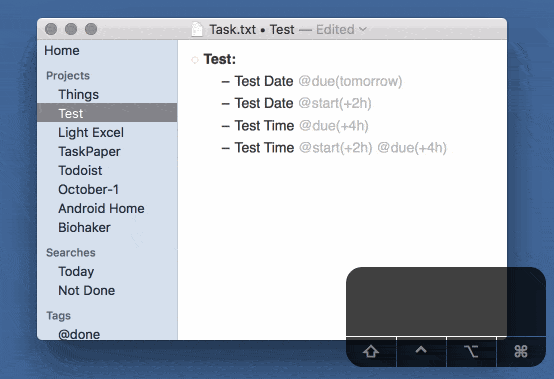 Task.txt • Test — Edited
Home
Projects
Things
Test
Light Excel
TaskPaper
Todoist
October-1
Android Home
Biohaker
Searches
Today
Not Done
Tags
@done
Test:
– Test Date @due(tomorrow)
– Test Date @start(+2h)
– Test Time @due(+4h)
– Test Time @start(+2h) @due(+4h)